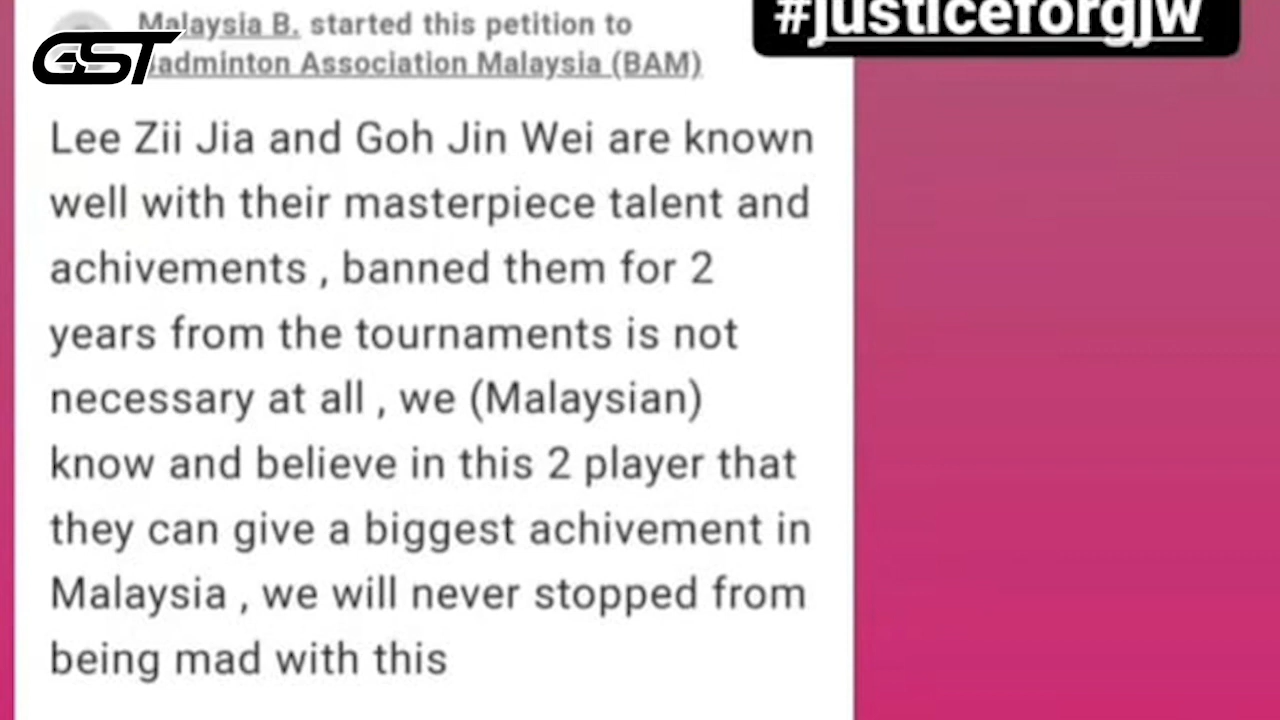 #justiceforgjw
GST
Malaysia B. started this petition to
Badminton Association Malaysia (BAM)
Lee Zii Jia and Goh Jin Wei are known
well with their masterpiece talent and
achivements , banned them for 2
years from the tournaments is not
necessary at all , we (Malaysian)
know and believe in this 2 player that
they can give a biggest achivement in
Malaysia , we will never stopped from
being mad with this